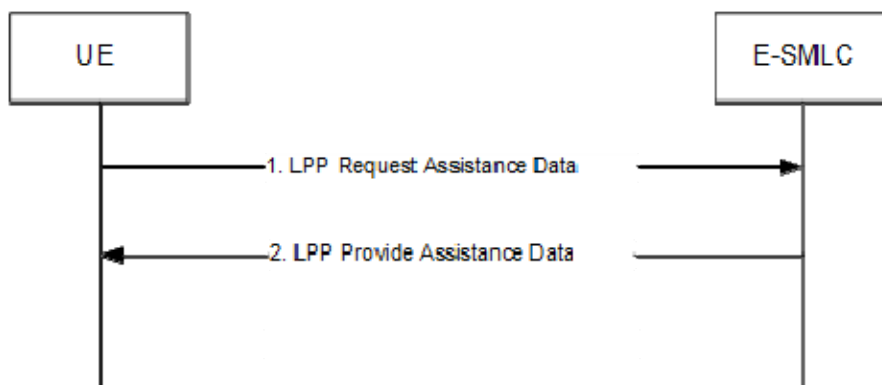 UE
E-SMLC
1. LPP Request Assistance Data
2. LPP Provide Assistance Data